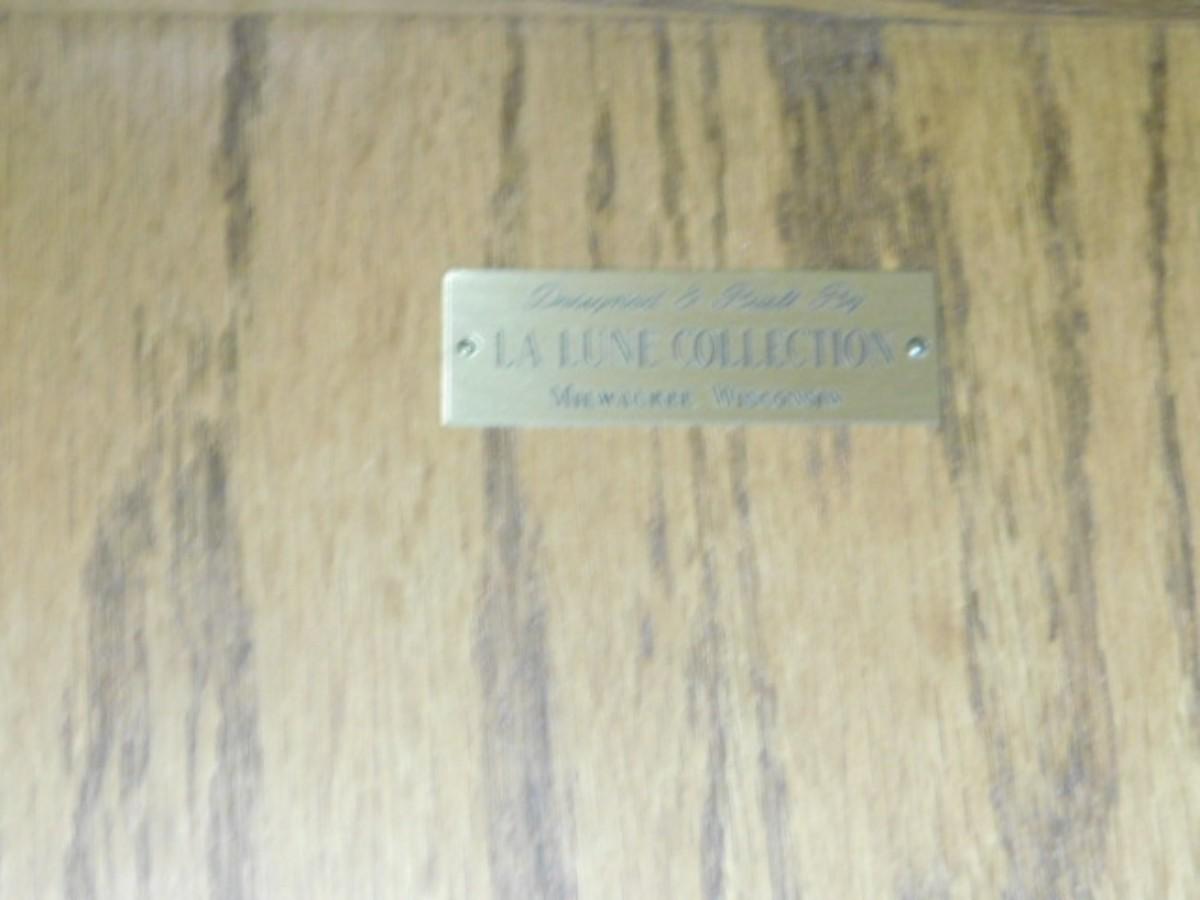 Designed & Built By
LA LUNE COLLECTION
MILWAUKEE, WISCONSIN